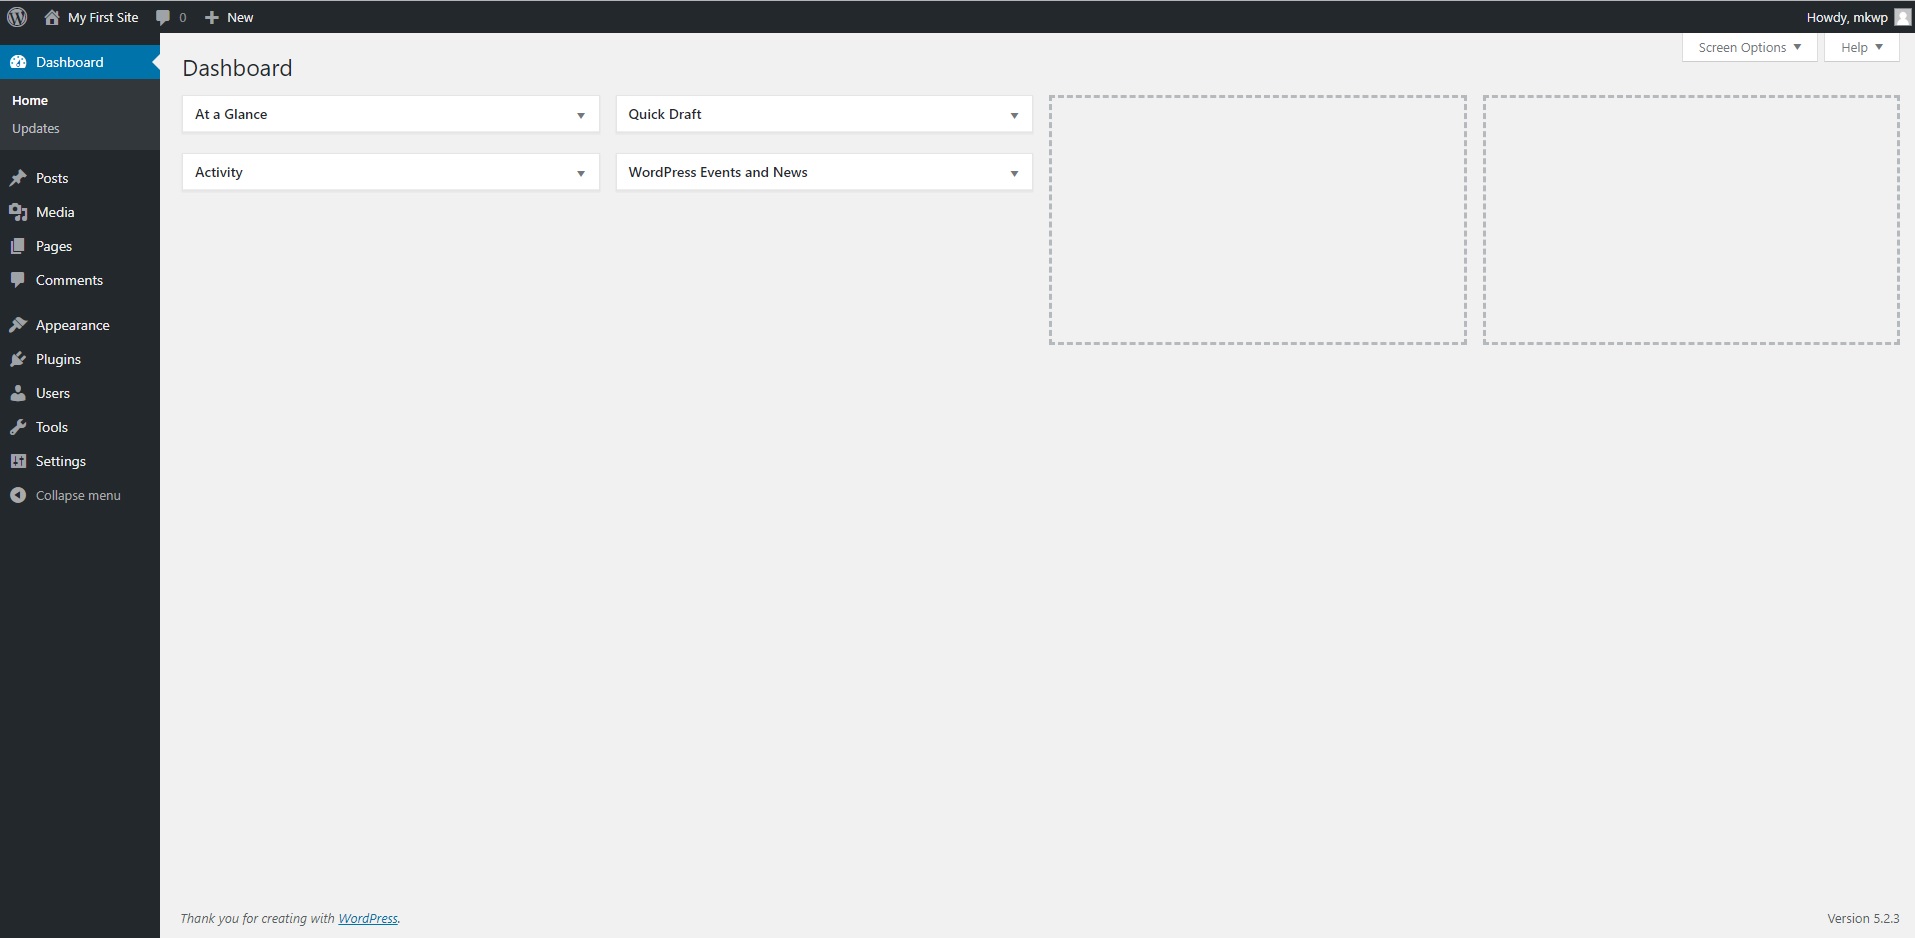 My First Site 0 New Howdy, mkwp
Screen Options Help
Dashboard
Home
Updates
Posts
Media
Pages
Comments
Appearance
Plugins
Users
Tools
Settings
Collapse menu
Dashboard
At a Glance
Quick Draft
Activity
WordPress Events and News
Thank you for creating with WordPress.
Version 5.2.3